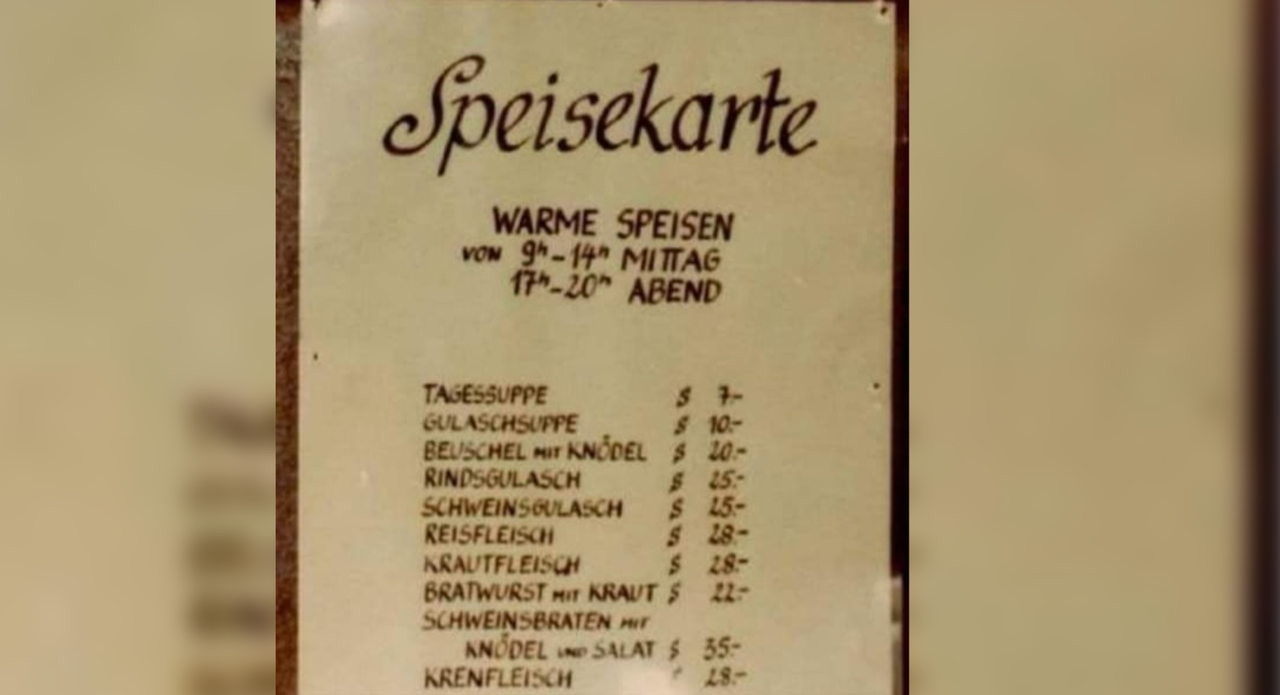 Speisekarte
WARME SPEISEN
VON 9h-14h MITTAG
17h-20h ABEND
TAGESSUPPE $ 7.-
GULASCHSUPPE $ 10.-
BEUSCHEL MIT KNÖDEL $ 20.-
RINDSGULASCH $ 25.-
SCHWEINSGULASCH $ 25.-
REISFLEISCH $ 28.-
KRAUTFLEISCH $ 28.-
BRATWURST MIT KRAUT $ 22.-
SCHWEINSBRATEN MIT
KNÖDEL UND SALAT $ 35.-
KRENFLEISCH 28.-